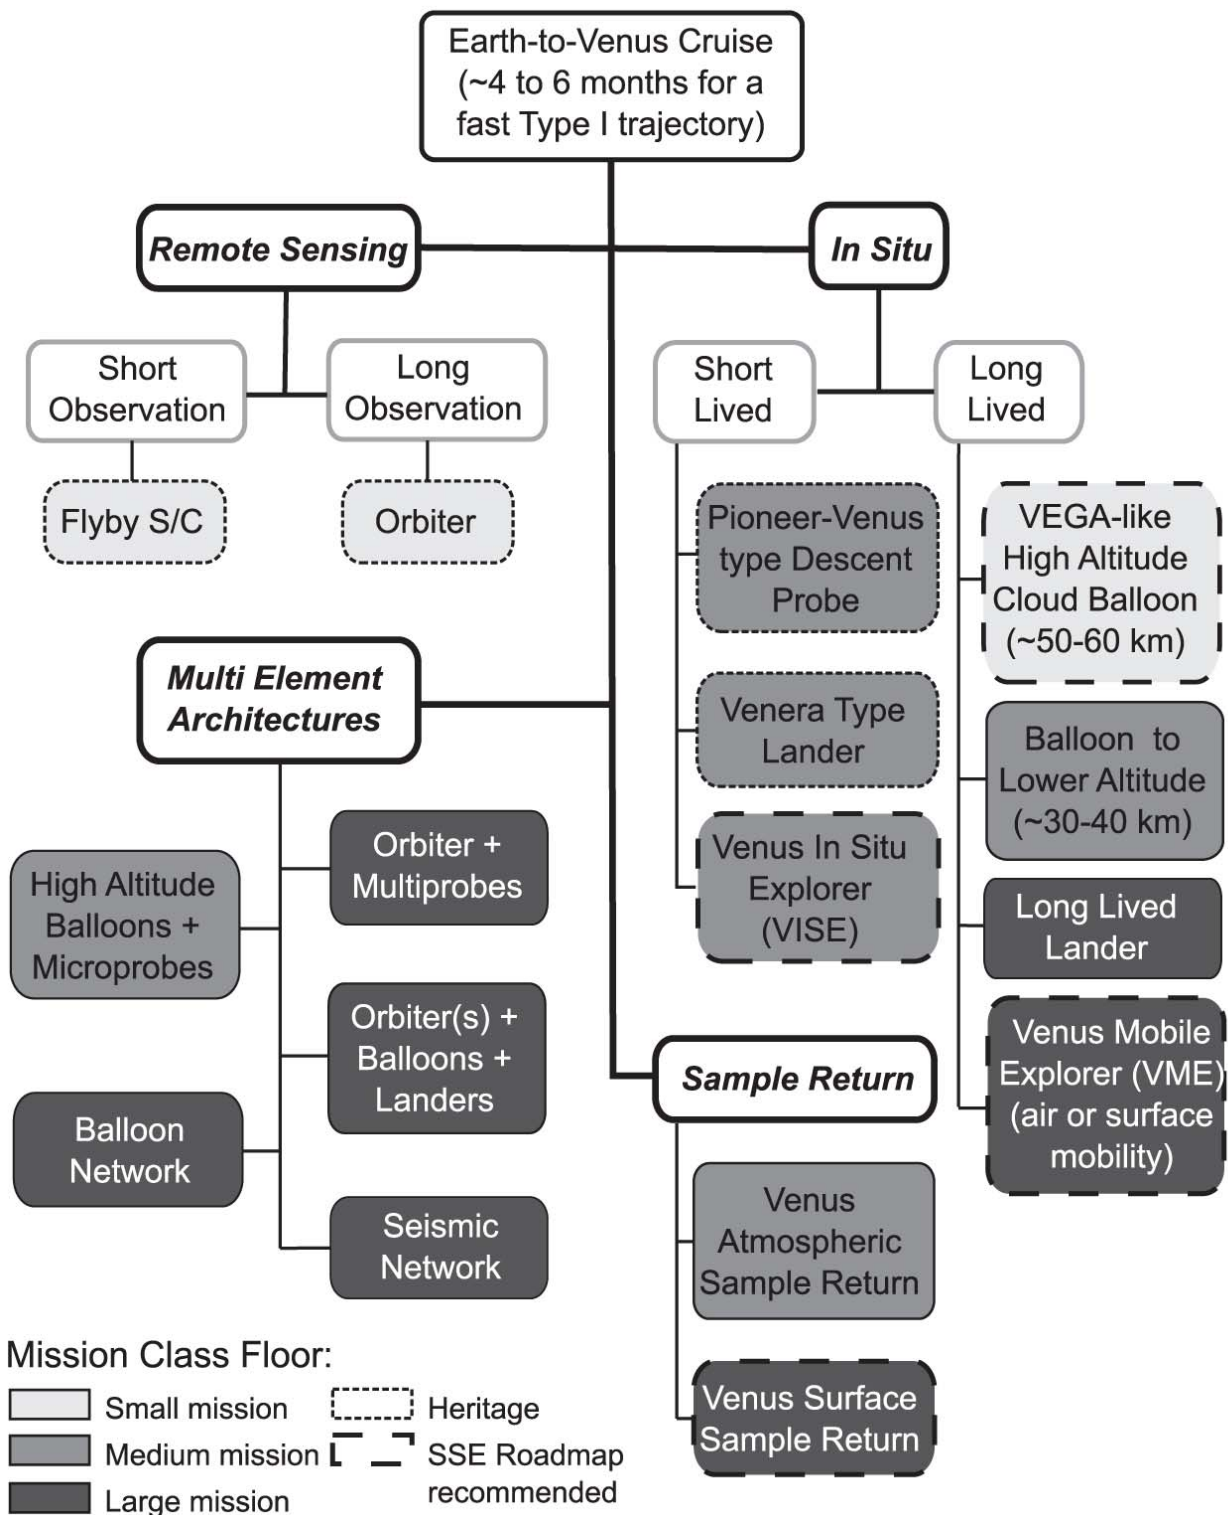 Earth-to-Venus Cruise
(~4 to 6 months for a
fast Type I trajectory)
Remote Sensing
In Situ
Short
Observation
Long
Observation
Short
Lived
Long
Lived
Flyby S/C
Orbiter
Pioneer-Venus
type Descent
Probe
VEGA-like
High Altitude
Cloud Balloon
(~50-60 km)
Venera Type
Lander
Balloon to
Lower Altitude
(~30-40 km)
Venus In Situ
Explorer
(VISE)
Long Lived
Lander
Venus Mobile
Explorer (VME)
(air or surface
mobility)
Multi Element
Architectures
Orbiter +
Multiprobes
High Altitude
Balloons +
Microprobes
Orbiter(s) +
Balloons +
Landers
Balloon
Network
Seismic
Network
Sample Return
Venus
Atmospheric
Sample Return
Venus Surface
Sample Return
Mission Class Floor:
Small mission
Medium mission
Large mission
Heritage
SSE Roadmap
recommended